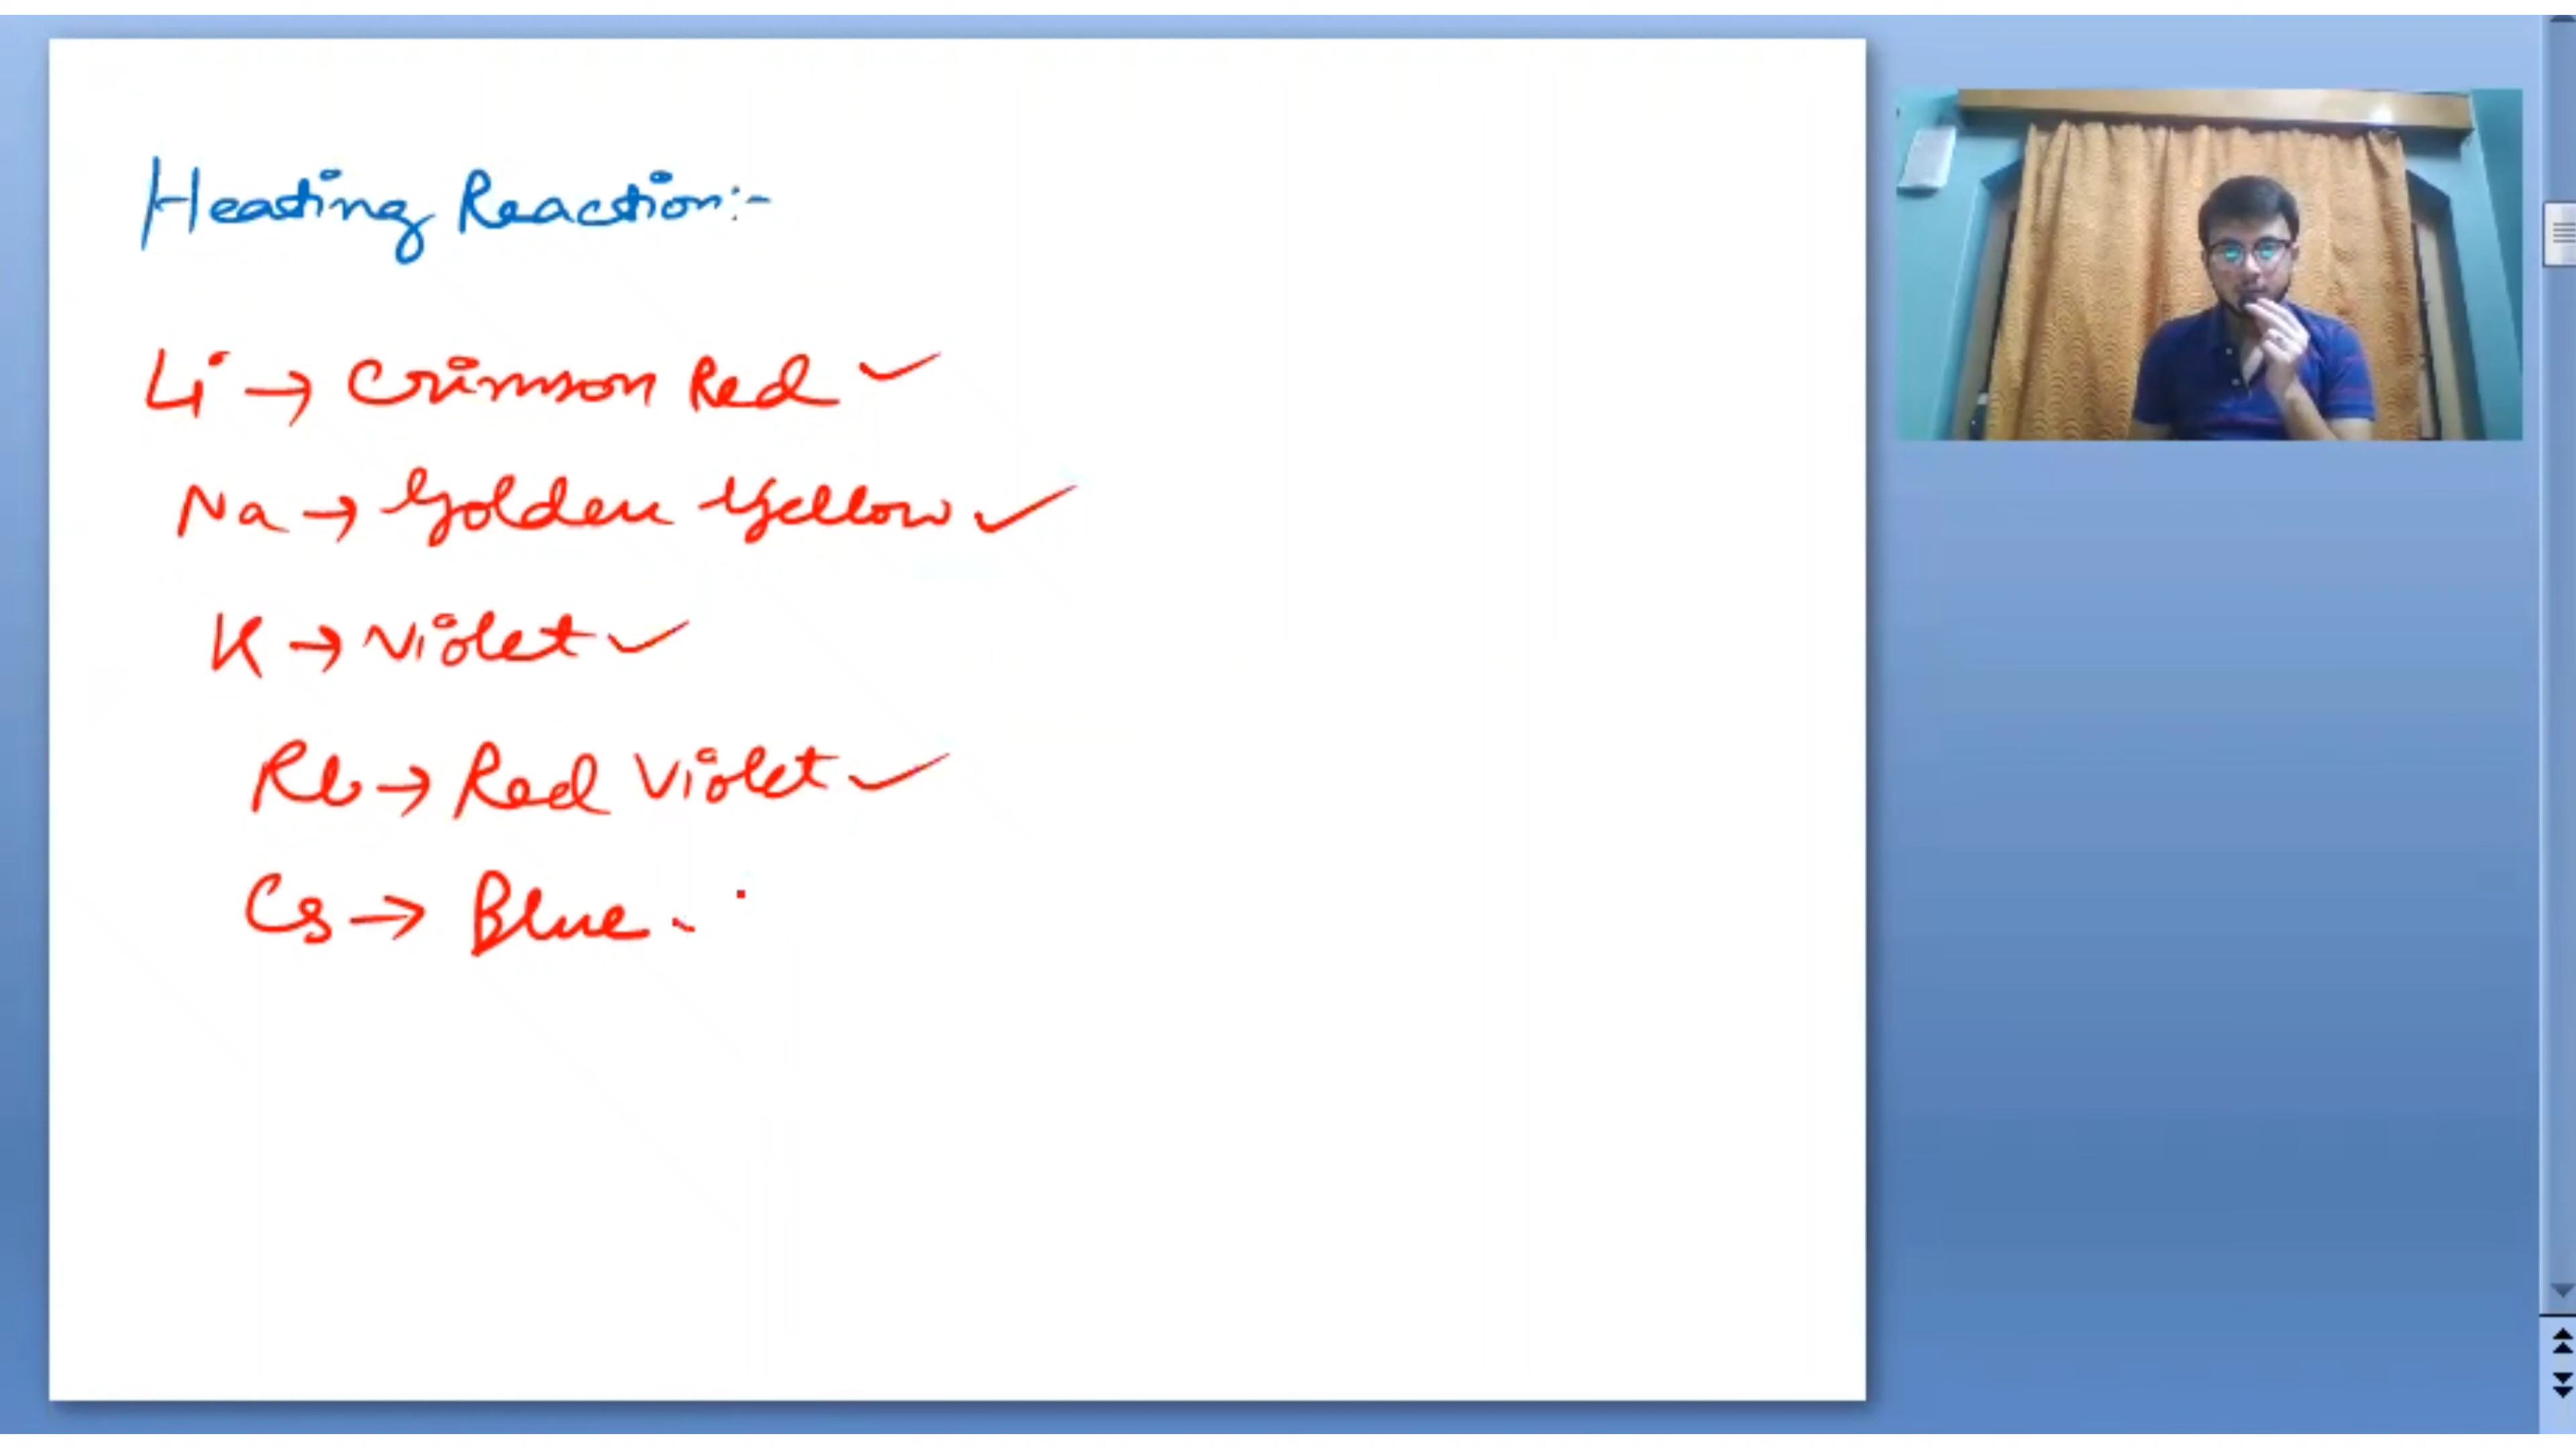 Heating Reaction:-
Li → Crimson Red ✓
Na → Golden Yellow ✓
K → Violet ✓
Rb → Red Violet ✓
Cs → Blue